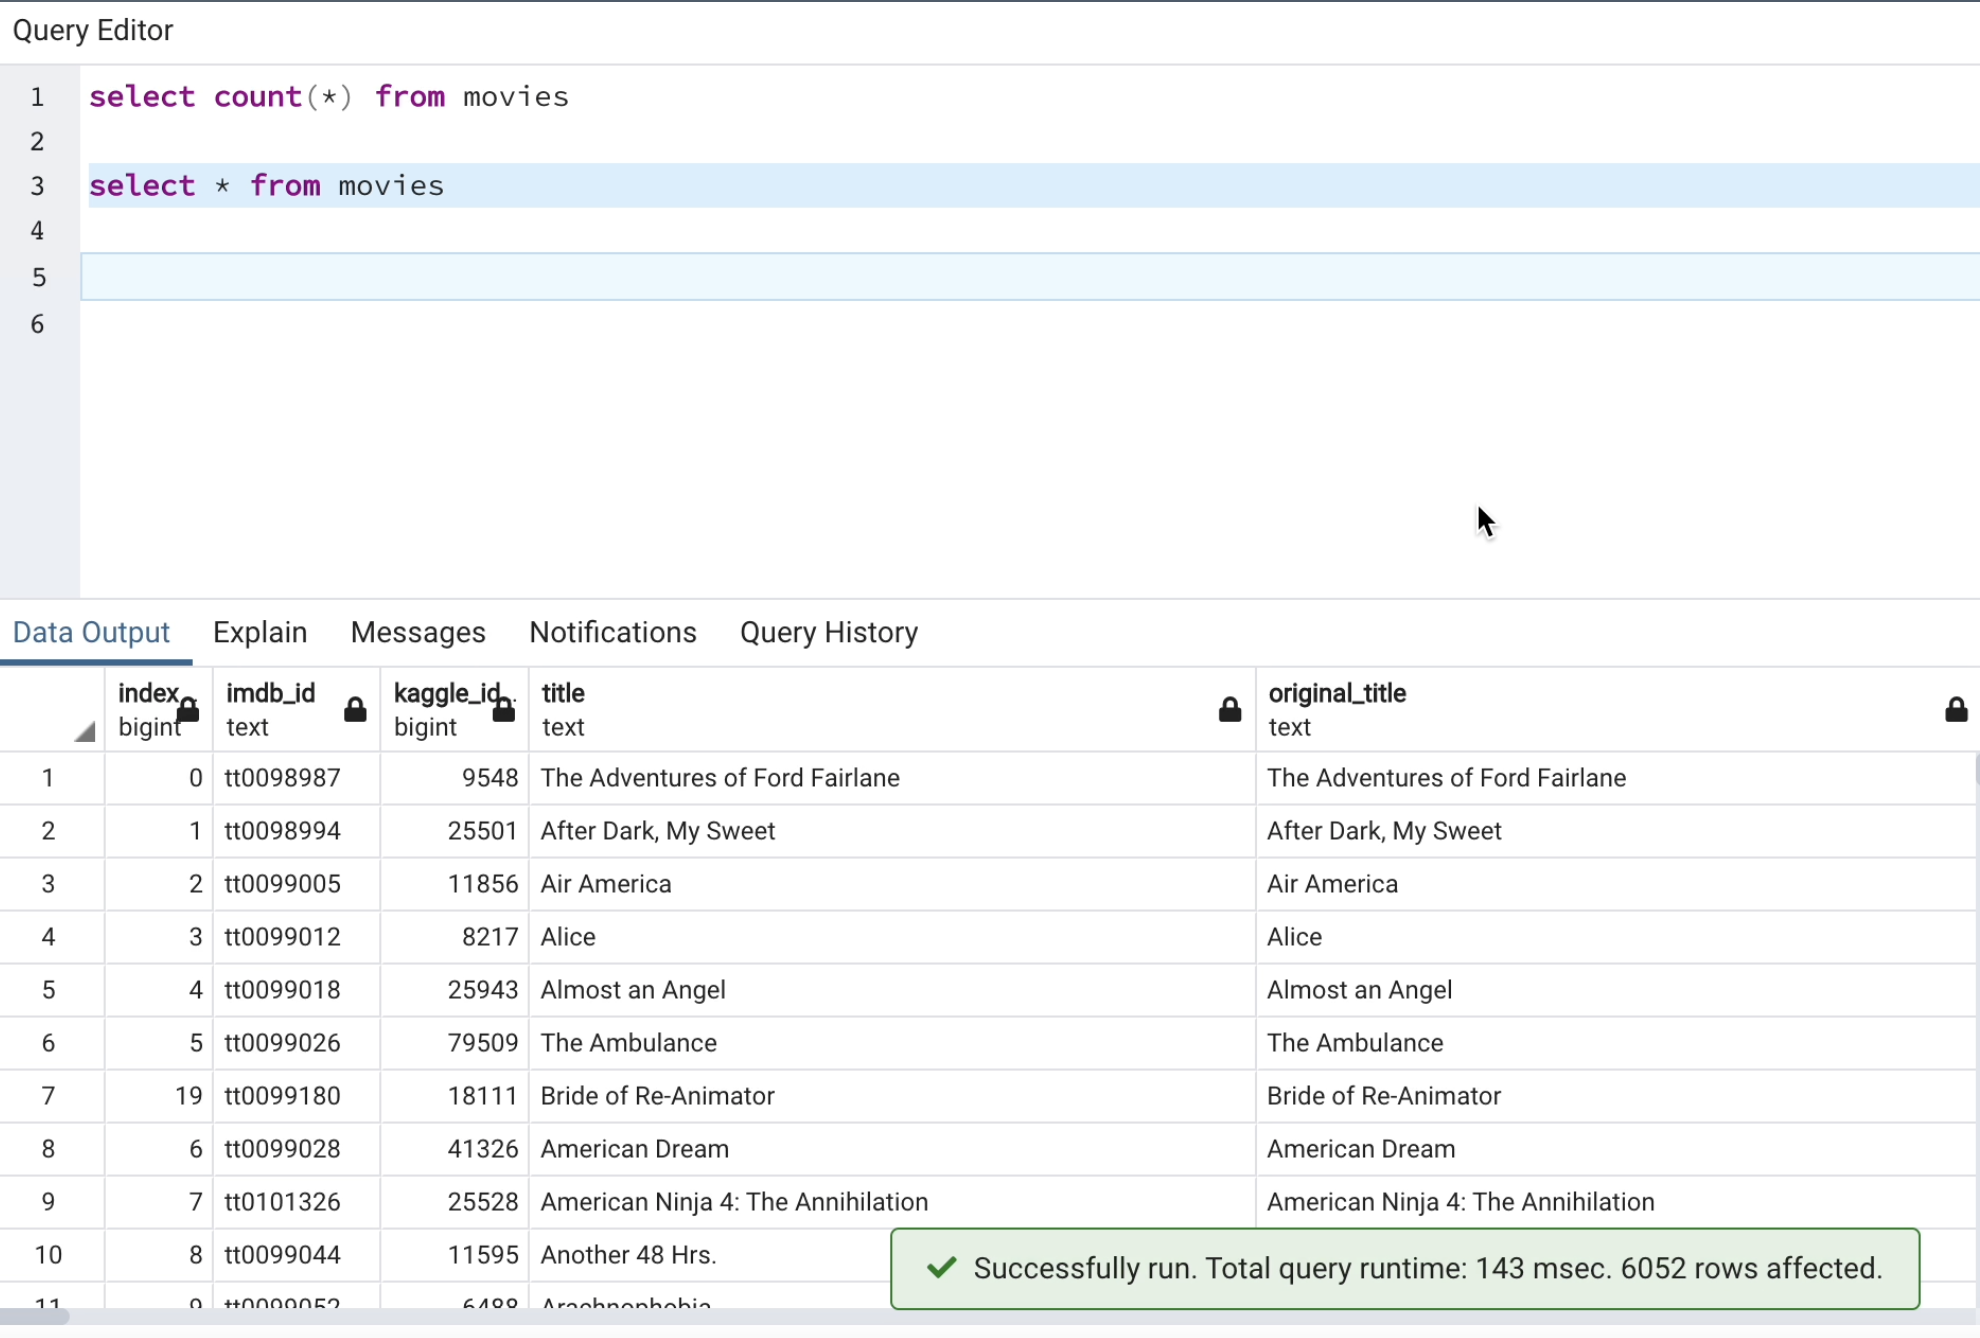 Query Editor
1 select count(*) from movies
2
3 select * from movies
4
5
6
Data Output Explain Messages Notifications Query History
index imdb_id kaggle_id.. title original_title
bigint text bigint text text
1 0 tt0098987 9548 The Adventures of Ford Fairlane The Adventures of Ford Fairlane
2 1 tt0098994 25501 After Dark, My Sweet After Dark, My Sweet
3 2 tt0099005 11856 Air America Air America
4 3 tt0099012 8217 Alice Alice
5 4 tt0099018 25943 Almost an Angel Almost an Angel
6 5 tt0099026 79509 The Ambulance The Ambulance
7 19 tt0099180 18111 Bride of Re-Animator Bride of Re-Animator
8 6 tt0099028 41326 American Dream American Dream
9 7 tt0101326 25528 American Ninja 4: The Annihilation American Ninja 4: The Annihilation
10 8 tt0099044 11595 Another 48 Hrs.
Successfully run. Total query runtime: 143 msec. 6052 rows affected.
11 9 tt0099052 6488 Arachnophobia